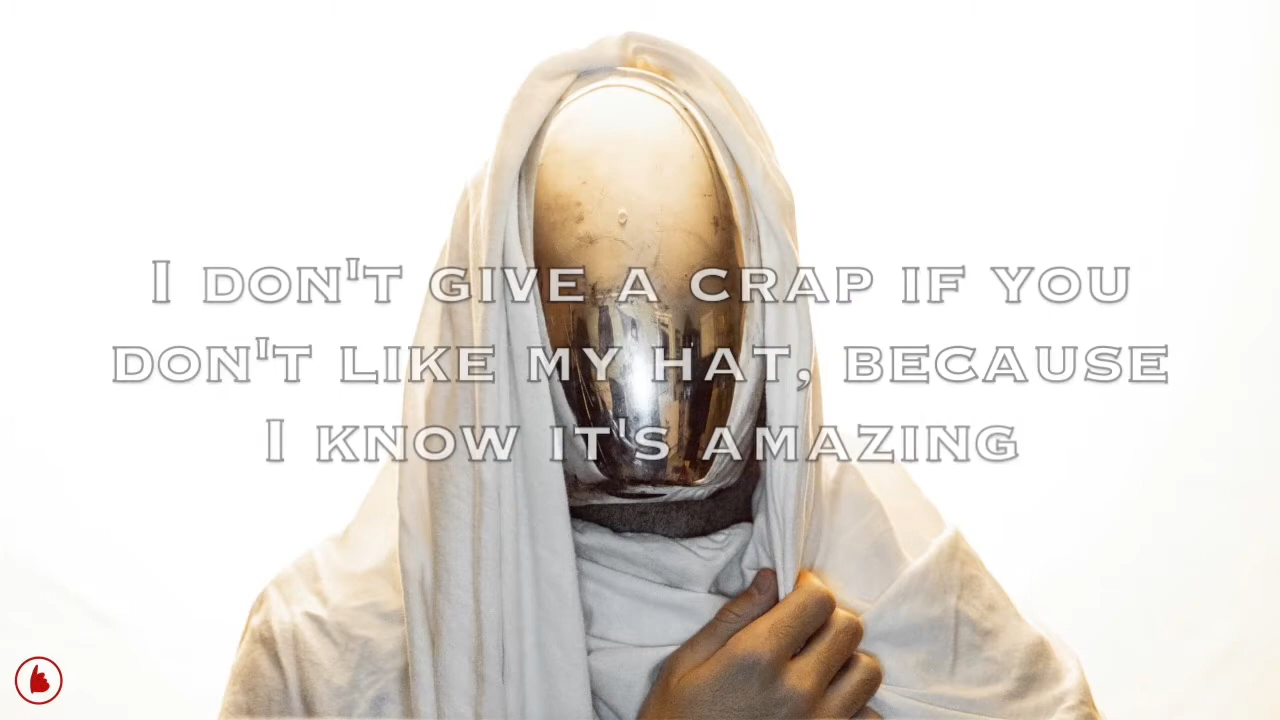 I DON'T GIVE A CRAP IF YOU
DON'T LIKE MY HAT, BECAUSE
I KNOW IT'S AMAZING